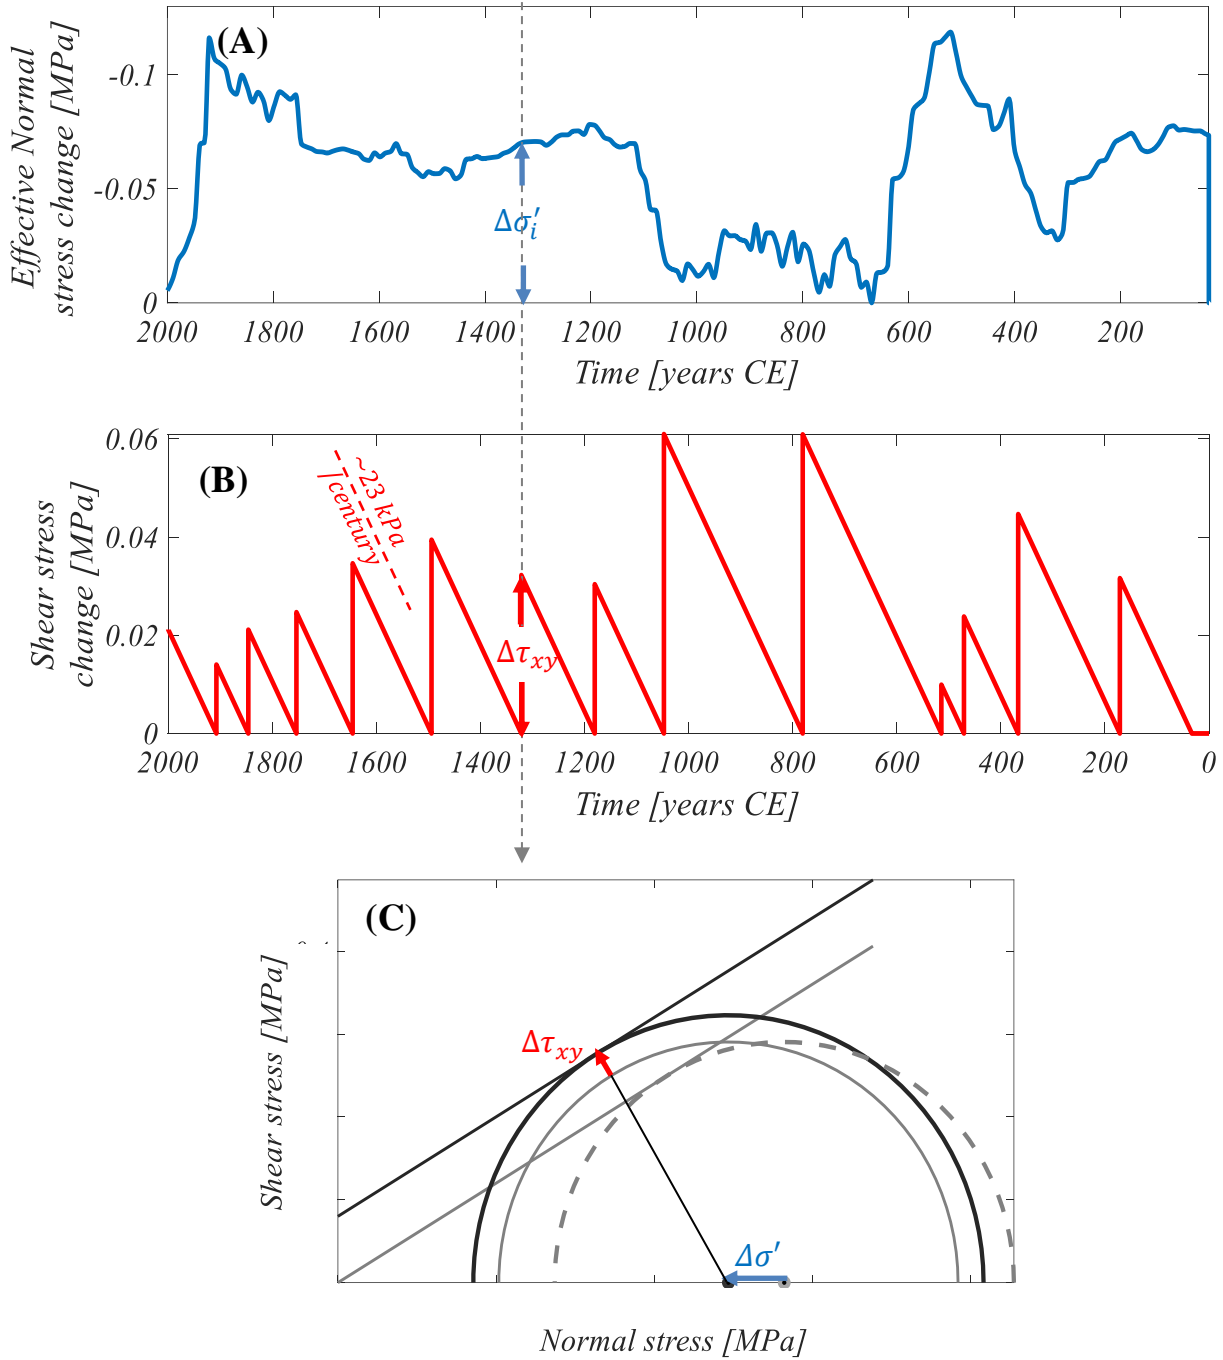 (A)
Effective Normal
stress change [MPa]
-0.1
-0.05
0
Δσ′i
2000 1800 1600 1400 1200 1000 800 600 400 200
Time [years CE]
(B)
Shear stress
change [MPa]
0.06
0.04
0.02
0
~23 kPa
/century
Δτxy
2000 1800 1600 1400 1200 1000 800 600 400 200 0
Time [years CE]
(C)
Shear stress [MPa]
Δτxy
Δσ′
Normal stress [MPa]